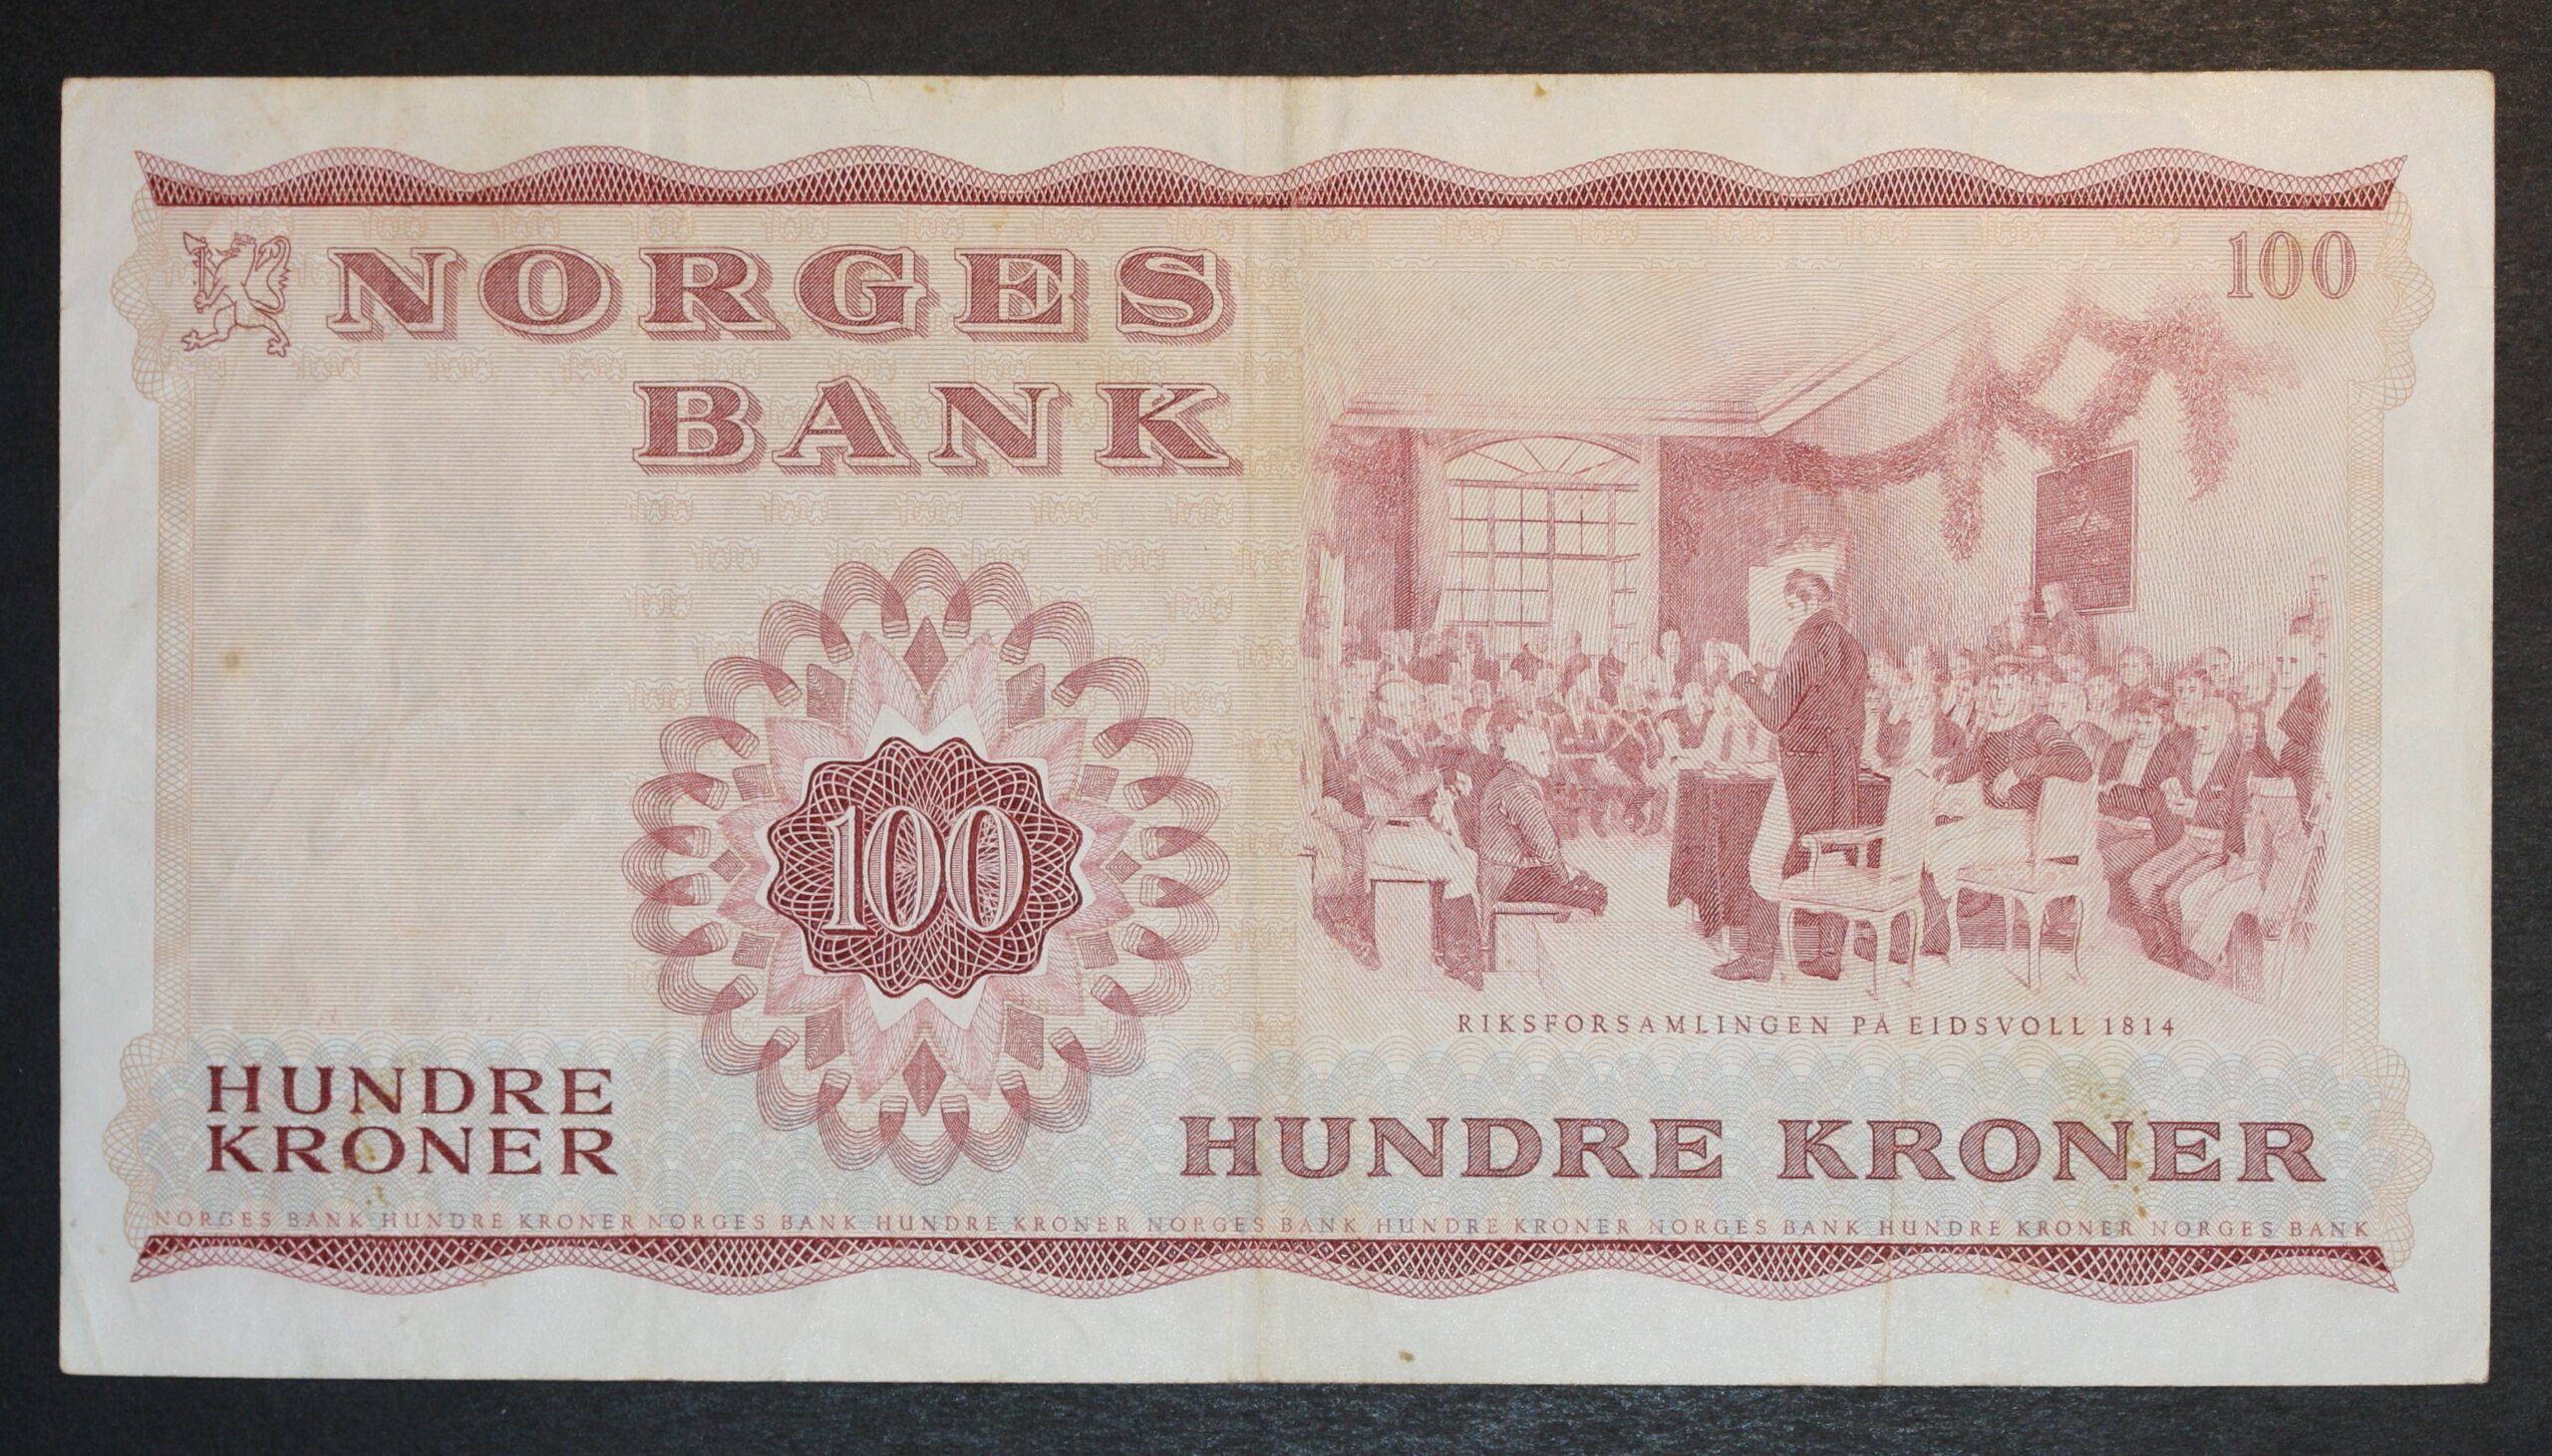 NORGES
BANK
100
100
RIKSFORSAMLINGEN PÅ EIDSVOLL 1814
HUNDRE
KRONER
HUNDRE KRONER
NORGES BANK HUNDRE KRONER NORGES BANK HUNDRE KRONER NORGES BANK HUNDRE KRONER NORGES BANK HUNDRE KRONER NORGES BANK